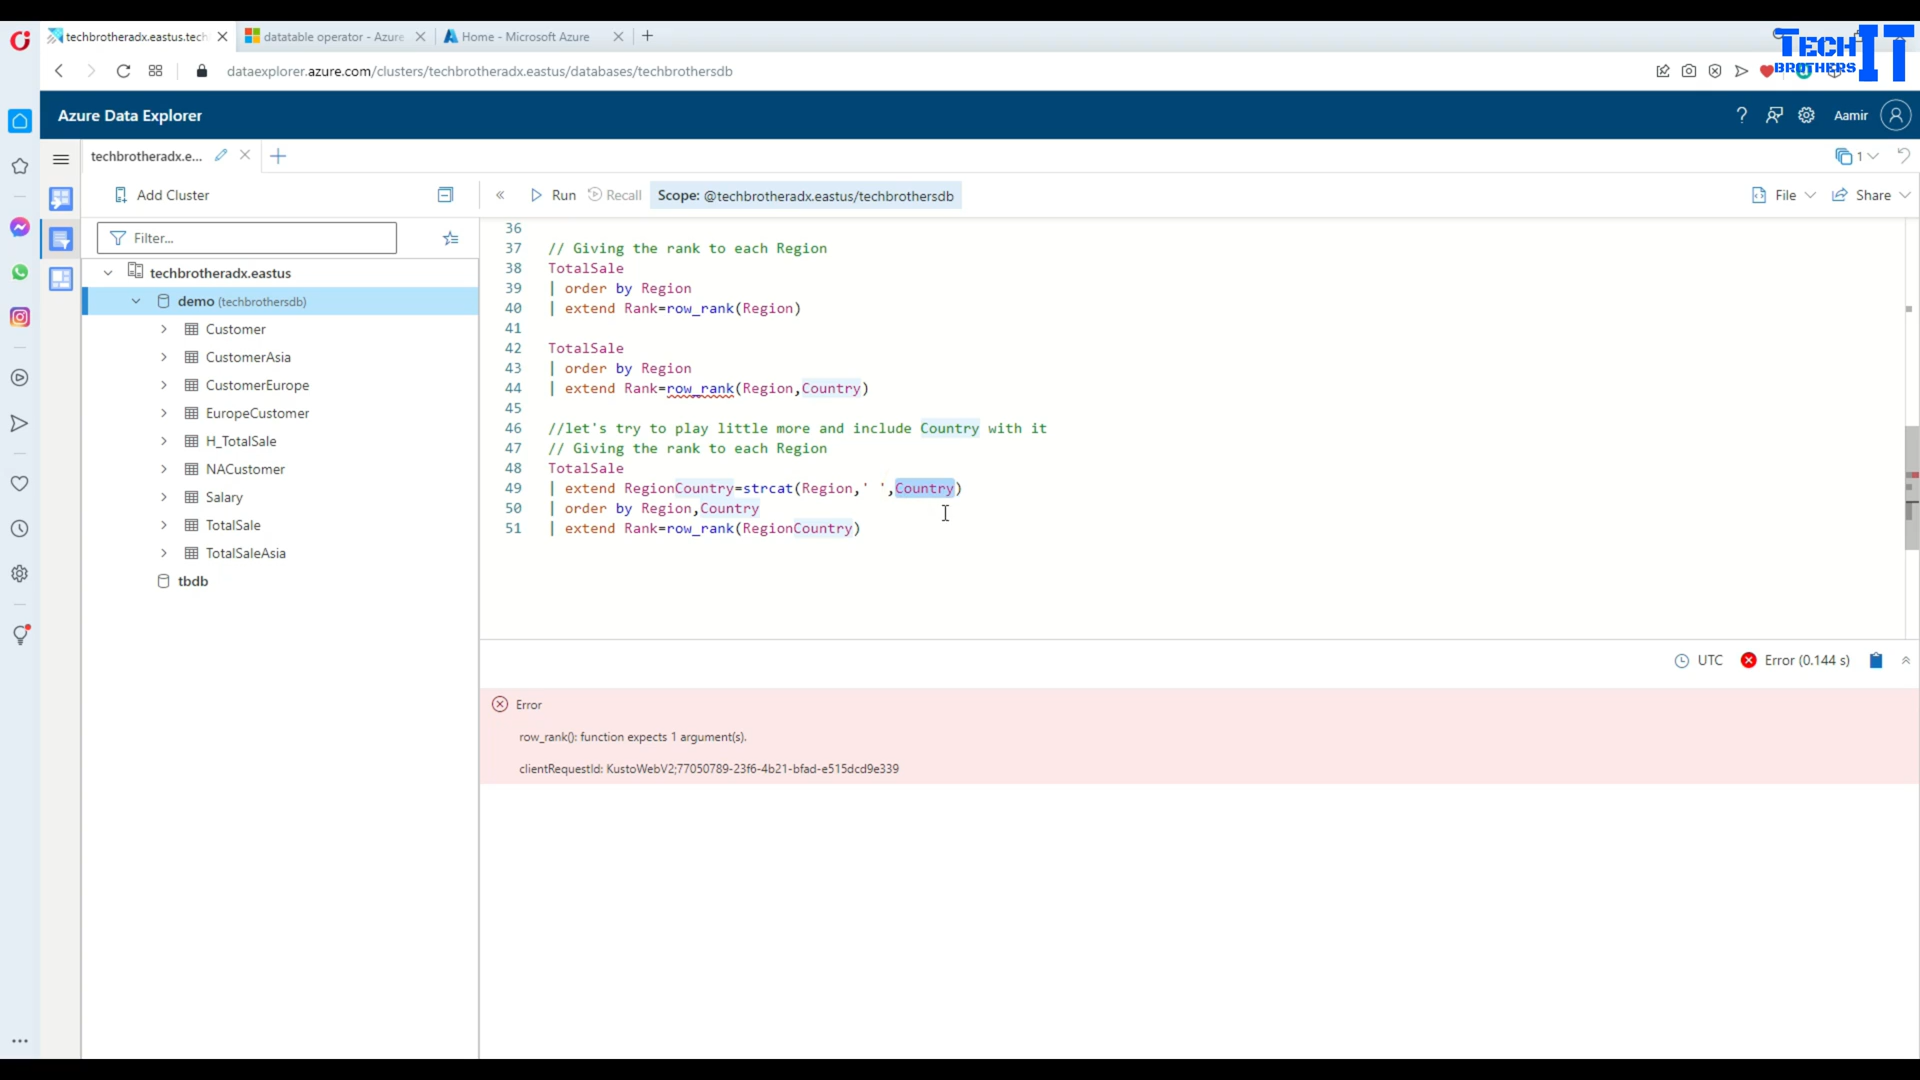 techbrotheradx.eastus.tech
datatable operator - Azure
Home - Microsoft Azure
TECH
BROTHERS
IT
dataexplorer.azure.com/clusters/techbrotheradx.eastus/databases/techbrothersdb
Azure Data Explorer
Aamir
techbrotheradx.e...
1
Add Cluster
Run
Recall
Scope: @techbrotheradx.eastus/techbrothersdb
File
Share
Filter...
techbrotheradx.eastus
demo (techbrothersdb)
Customer
CustomerAsia
CustomerEurope
EuropeCustomer
H_TotalSale
NACustomer
Salary
TotalSale
TotalSaleAsia
tbdb
36
37 // Giving the rank to each Region
38 TotalSale
39 | order by Region
40 | extend Rank=row_rank(Region)
41
42 TotalSale
43 | order by Region
44 | extend Rank=row_rank(Region,Country)
45
46 //let's try to play little more and include Country with it
47 // Giving the rank to each Region
48 TotalSale
49 | extend RegionCountry=strcat(Region,' ',Country)
50 | order by Region,Country
51 | extend Rank=row_rank(RegionCountry)
UTC
Error (0.144 s)
Error
row_rank(): function expects 1 argument(s).
clientRequestId: KustoWebV2;77050789-23f6-4b21-bfad-e515dcd9e339